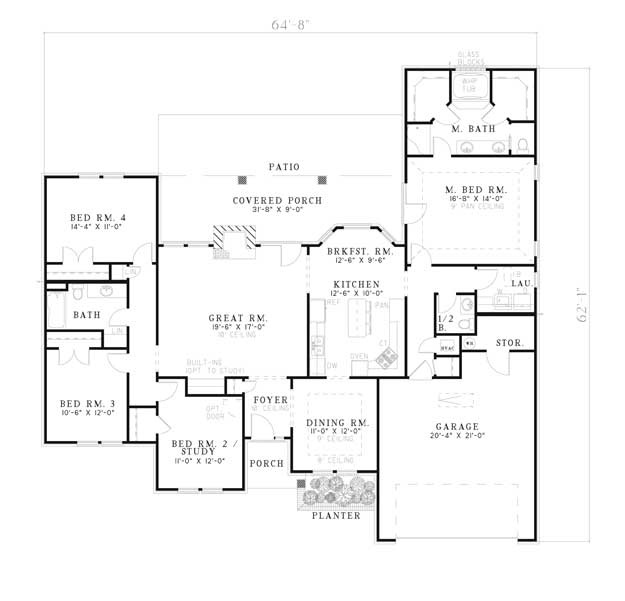 64'-8"
GLASS
BLOCKS
WHP
TUB
M. BATH
PATIO
M. BED RM.
16'-8" X 14'-0"
9' PAN CEILING
COVERED PORCH
31'-8" X 9'-0"
BED RM. 4
14'-4" X 11'-0"
BRKFST. RM.
12'-6" X 9'-6"
LIN
KITCHEN
12'-6" X 10'-0"
LAU.
W
D
REF
PAN
BATH
GREAT RM.
19'-6" X 17'-0"
10' CEILING
1/2
B.
62'-1"
LIN
CT
HVAC
WH
STOR.
BUILT-INS
(OPT TO STUDY)
OVEN
DW
BED RM. 3
10'-6" X 12'-0"
OPT
DOOR
FOYER
10' CEILING
DINING RM.
11'-0" X 12'-0"
9' CEILING
8' CEILING
GARAGE
20'-4" X 21'-0"
BED RM. 2 /
STUDY
11'-0" X 12'-0"
PORCH
PLANTER